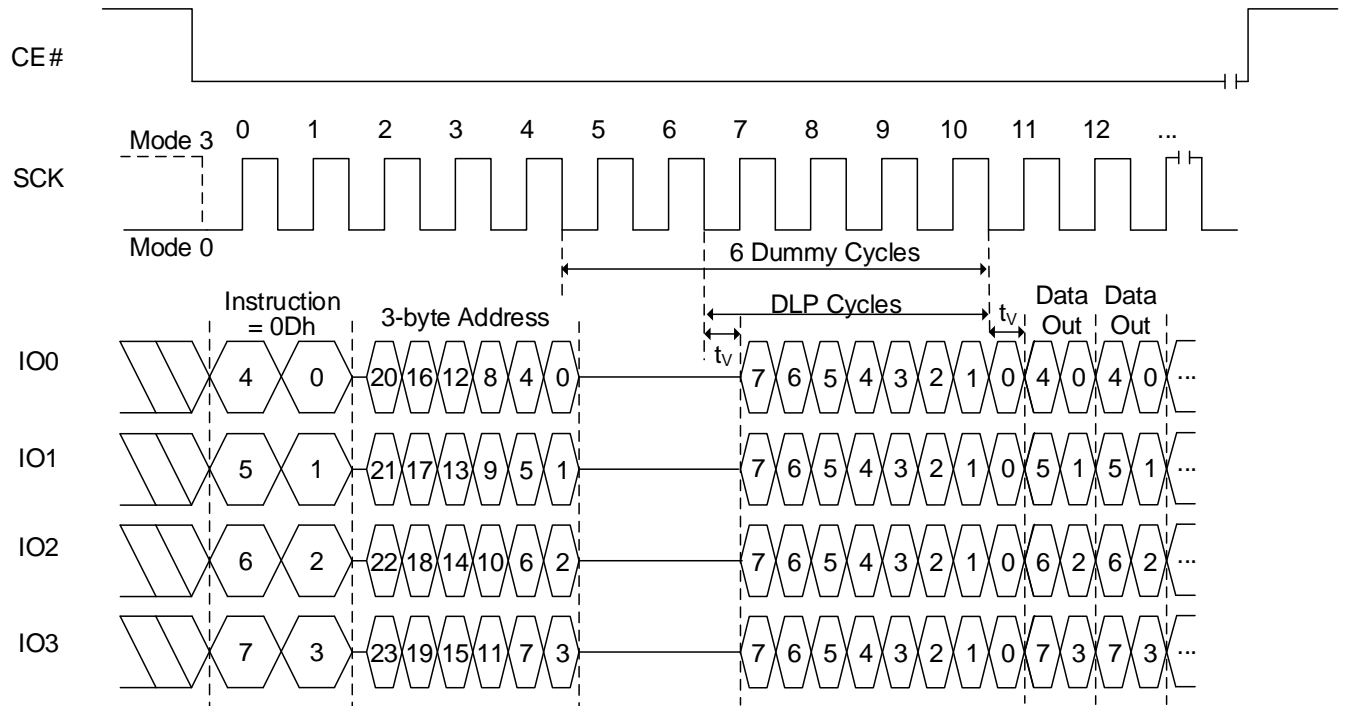 CE#
0 1 2 3 4 5 6 7 8 9 10 11 12 ...
Mode 3
SCK
Mode 0
6 Dummy Cycles
Instruction
= 0Dh
3-byte Address
DLP Cycles
Data
Out
Data
Out
tV
tV
IO0
4 0 20 16 12 8 4 0 7 6 5 4 3 2 1 0 4 0 4 0 ...
IO1
5 1 21 17 13 9 5 1 7 6 5 4 3 2 1 0 5 1 5 1 ...
IO2
6 2 22 18 14 10 6 2 7 6 5 4 3 2 1 0 6 2 6 2 ...
IO3
7 3 23 19 15 11 7 3 7 6 5 4 3 2 1 0 7 3 7 3 ...